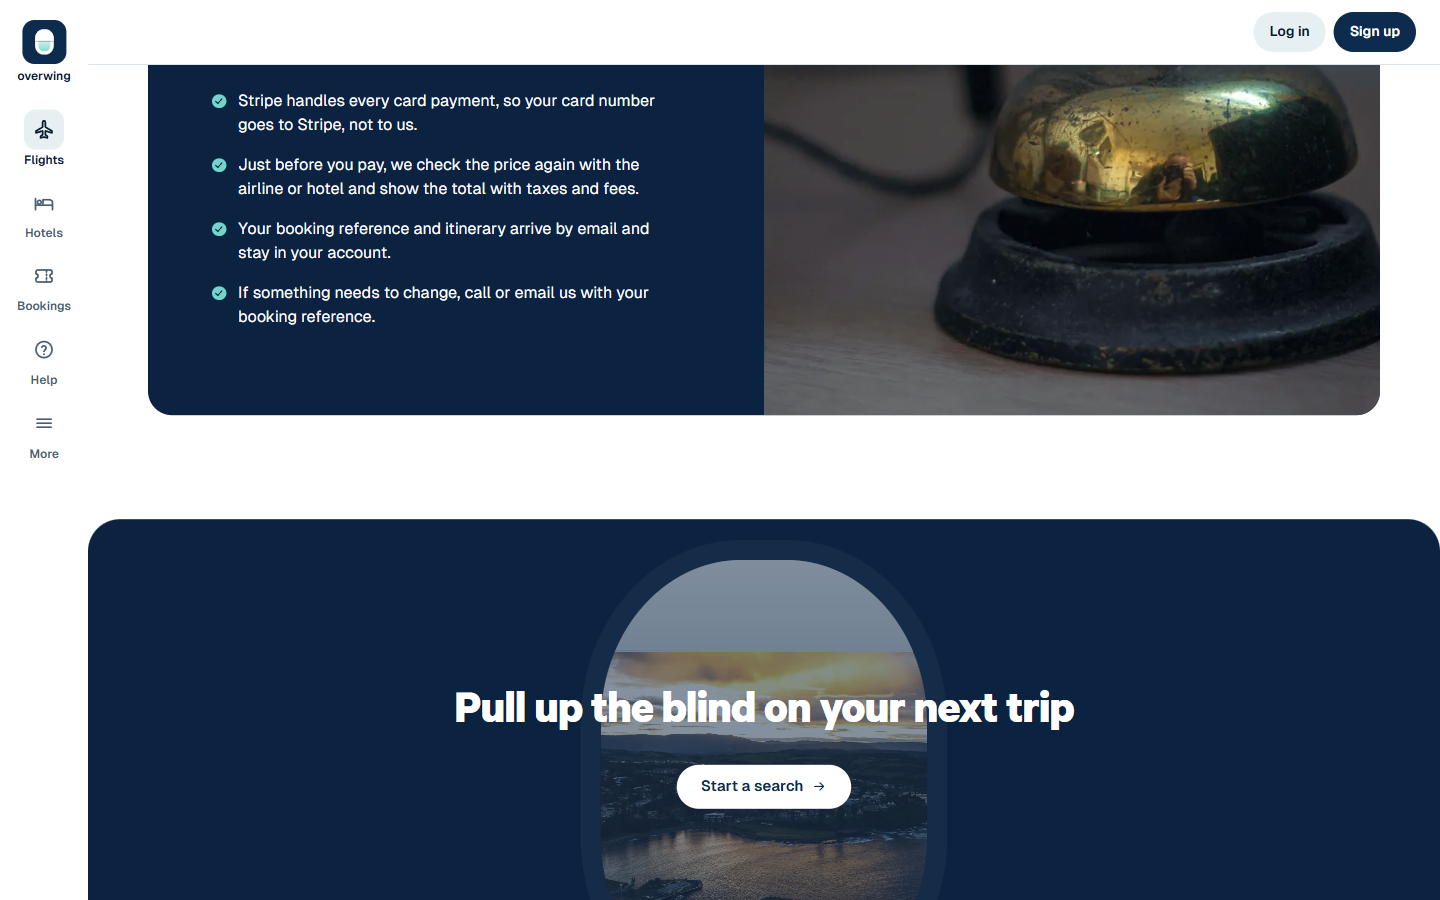 overwing
Flights
Hotels
Bookings
Help
More
Log in
Sign up
Stripe handles every card payment, so your card number
goes to Stripe, not to us.
Just before you pay, we check the price again with the
airline or hotel and show the total with taxes and fees.
Your booking reference and itinerary arrive by email and
stay in your account.
If something needs to change, call or email us with your
booking reference.
Pull up the blind on your next trip
Start a search